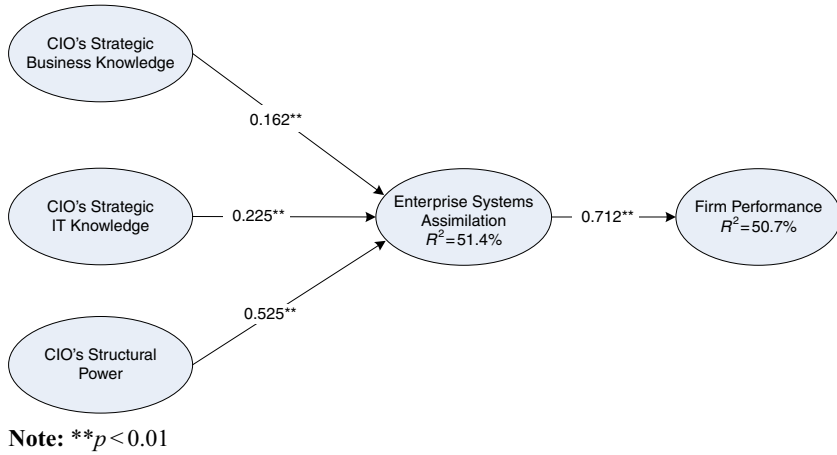 CIO's Strategic
Business Knowledge
0.162**
CIO's Strategic
IT Knowledge
0.225**
Enterprise Systems
Assimilation
R²=51.4%
0.712**
Firm Performance
R²=50.7%
0.525**
CIO's Structural
Power
Note: **p<0.01